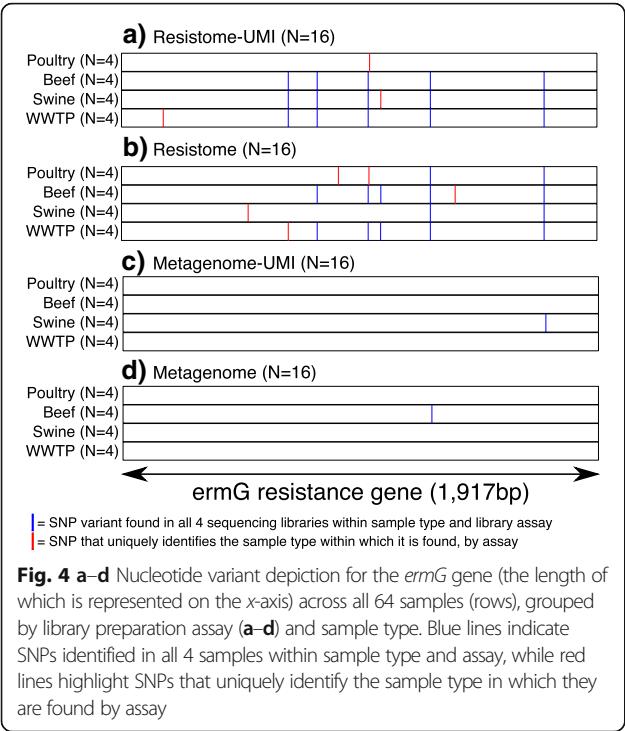 a) Resistome-UMI (N=16)
Poultry (N=4)
Beef (N=4)
Swine (N=4)
WWTP (N=4)
b) Resistome (N=16)
Poultry (N=4)
Beef (N=4)
Swine (N=4)
WWTP (N=4)
c) Metagenome-UMI (N=16)
Poultry (N=4)
Beef (N=4)
Swine (N=4)
WWTP (N=4)
d) Metagenome (N=16)
Poultry (N=4)
Beef (N=4)
Swine (N=4)
WWTP (N=4)
ermG resistance gene (1,917bp)
= SNP variant found in all 4 sequencing libraries within sample type and library assay
= SNP that uniquely identifies the sample type within which it is found, by assay
Fig. 4 a–d Nucleotide variant depiction for the ermG gene (the length of
which is represented on the x-axis) across all 64 samples (rows), grouped
by library preparation assay (a–d) and sample type. Blue lines indicate
SNPs identified in all 4 samples within sample type and assay, while red
lines highlight SNPs that uniquely identify the sample type in which they
are found by assay